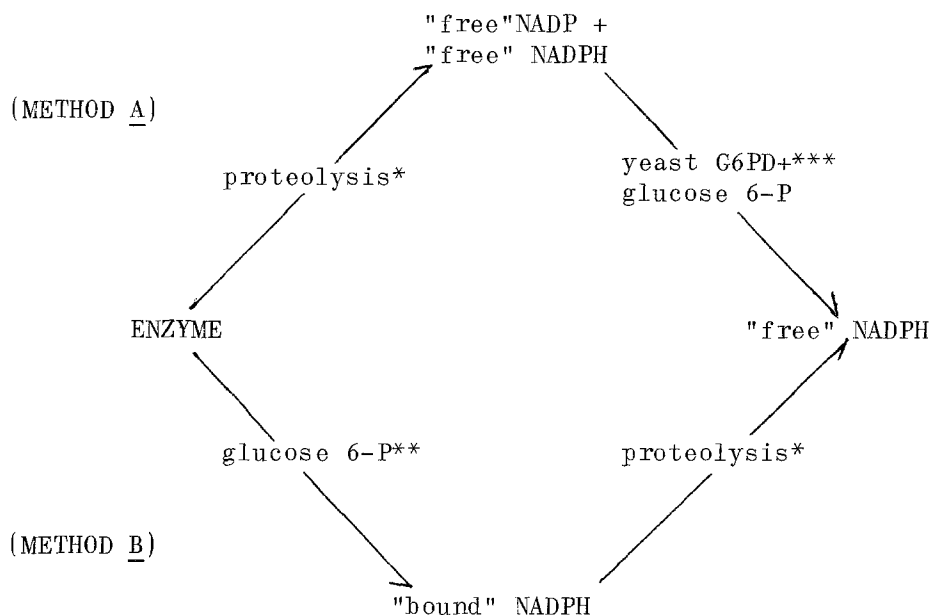 "free"NADP +
"free" NADPH
(METHOD A)
proteolysis*
yeast G6PD+***
glucose 6-P
ENZYME
"free" NADPH
glucose 6-P**
proteolysis*
(METHOD B)
"bound" NADPH